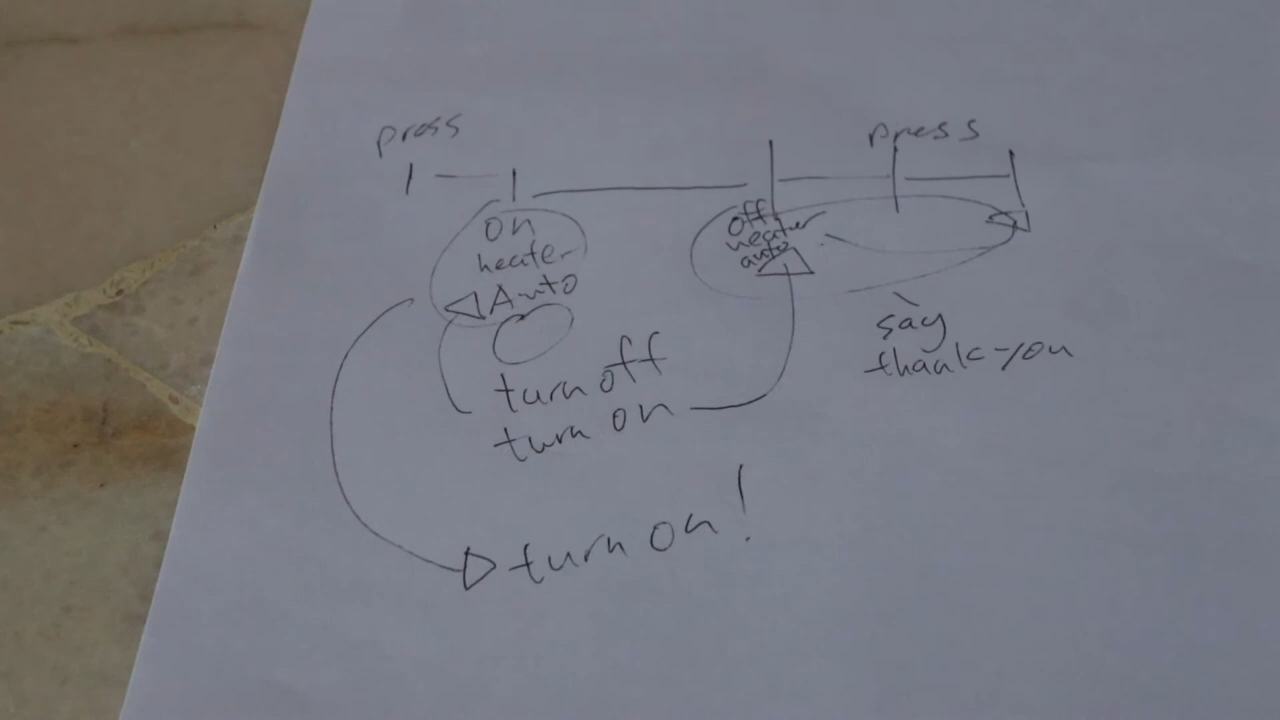 press
press
on
heater
Auto
off
heater
auto
turn off
turn on
say
thank-you
turn on!